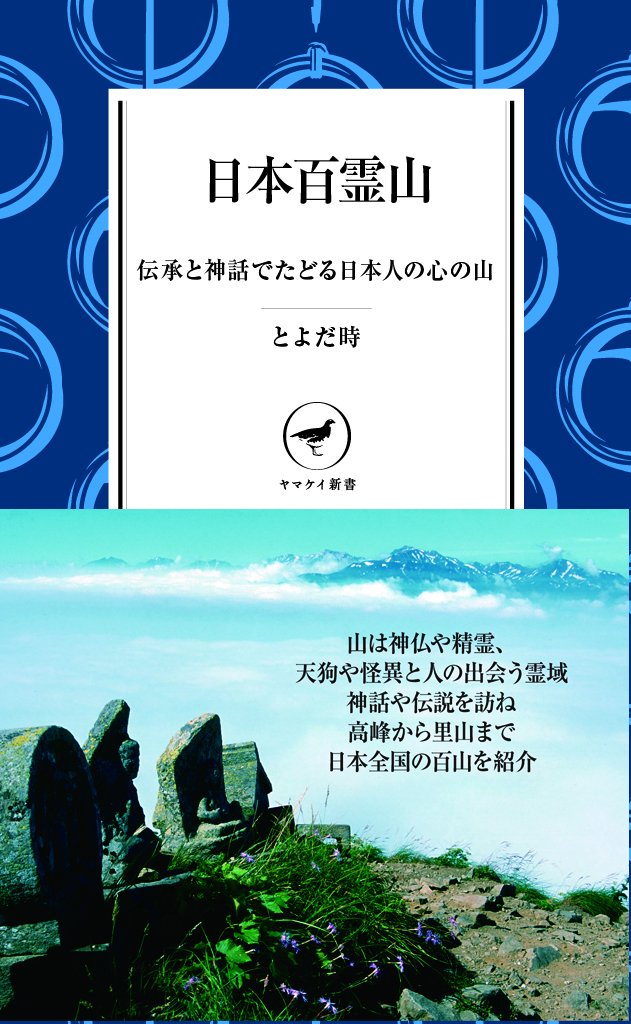 日本百霊山
伝承と神話でたどる日本人の心の山
とよだ時
ヤマケイ新書
山は神仏や精霊、
天狗や怪異と人の出会う霊域
神話や伝説を訪ね
高峰から里山まで
日本全国の百山を紹介